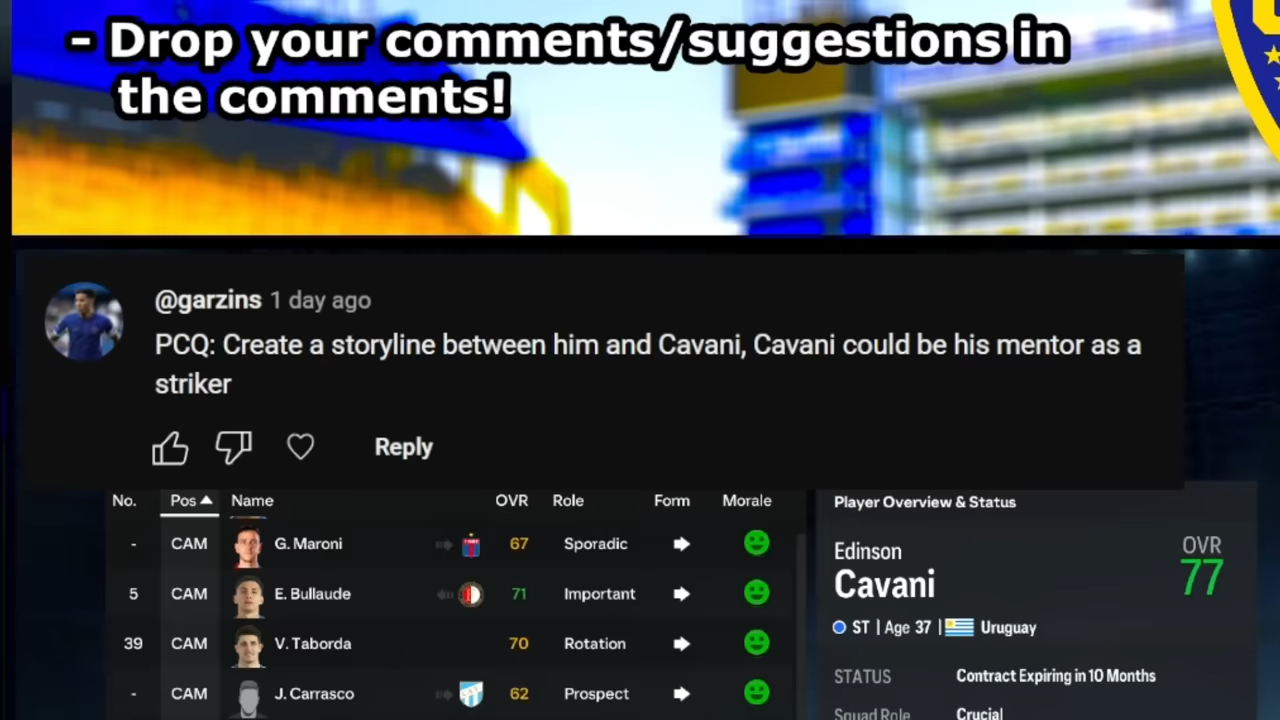 - Drop your comments/suggestions in
the comments!
@garzins 1 day ago
PCQ: Create a storyline between him and Cavani, Cavani could be his mentor as a
striker
Reply
No. Pos Name OVR Role Form Morale
- CAM G. Maroni 67 Sporadic
5 CAM E. Bullaude 71 Important
39 CAM V. Taborda 70 Rotation
- CAM J. Carrasco 62 Prospect
Player Overview & Status
Edinson OVR
Cavani 77
ST | Age 37 | Uruguay
STATUS Contract Expiring in 10 Months
Squad Role Crucial